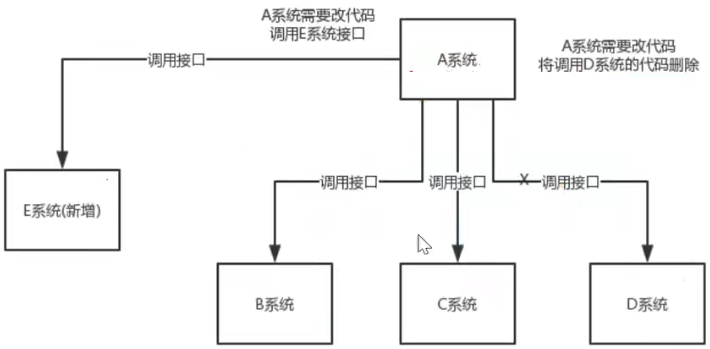 A系统需要改代码
调用E系统接口
A系统
A系统需要改代码
将调用D系统的代码删除
调用接口
E系统(新增)
调用接口
调用接口
X
调用接口
B系统
C系统
D系统